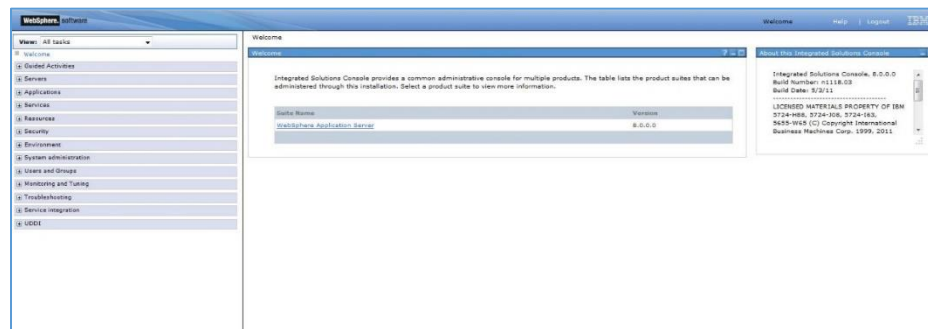 WebSphere. software
Welcome Help | Logout IBM
View: All tasks
Welcome
Guided Activities
Servers
Applications
Services
Resources
Security
Environment
System administration
Users and Groups
Monitoring and Tuning
Troubleshooting
Service integration
UDDI
Welcome
Welcome
Integrated Solutions Console provides a common administrative console for multiple products. The table lists the product suites that can be
administered through this installation. Select a product suite to view more information.
Suite Name Version
WebSphere Application Server 8.0.0.0
About this Integrated Solutions Console
Integrated Solutions Console, 8.0.0.0
Build Number: n1118.03
Build Date: 5/3/11
----------------------------------
LICENSED MATERIALS PROPERTY OF IBM
5724-H88, 5724-J08, 5724-I63,
5655-W65 (C) Copyright International
Business Machines Corp. 1999, 2011